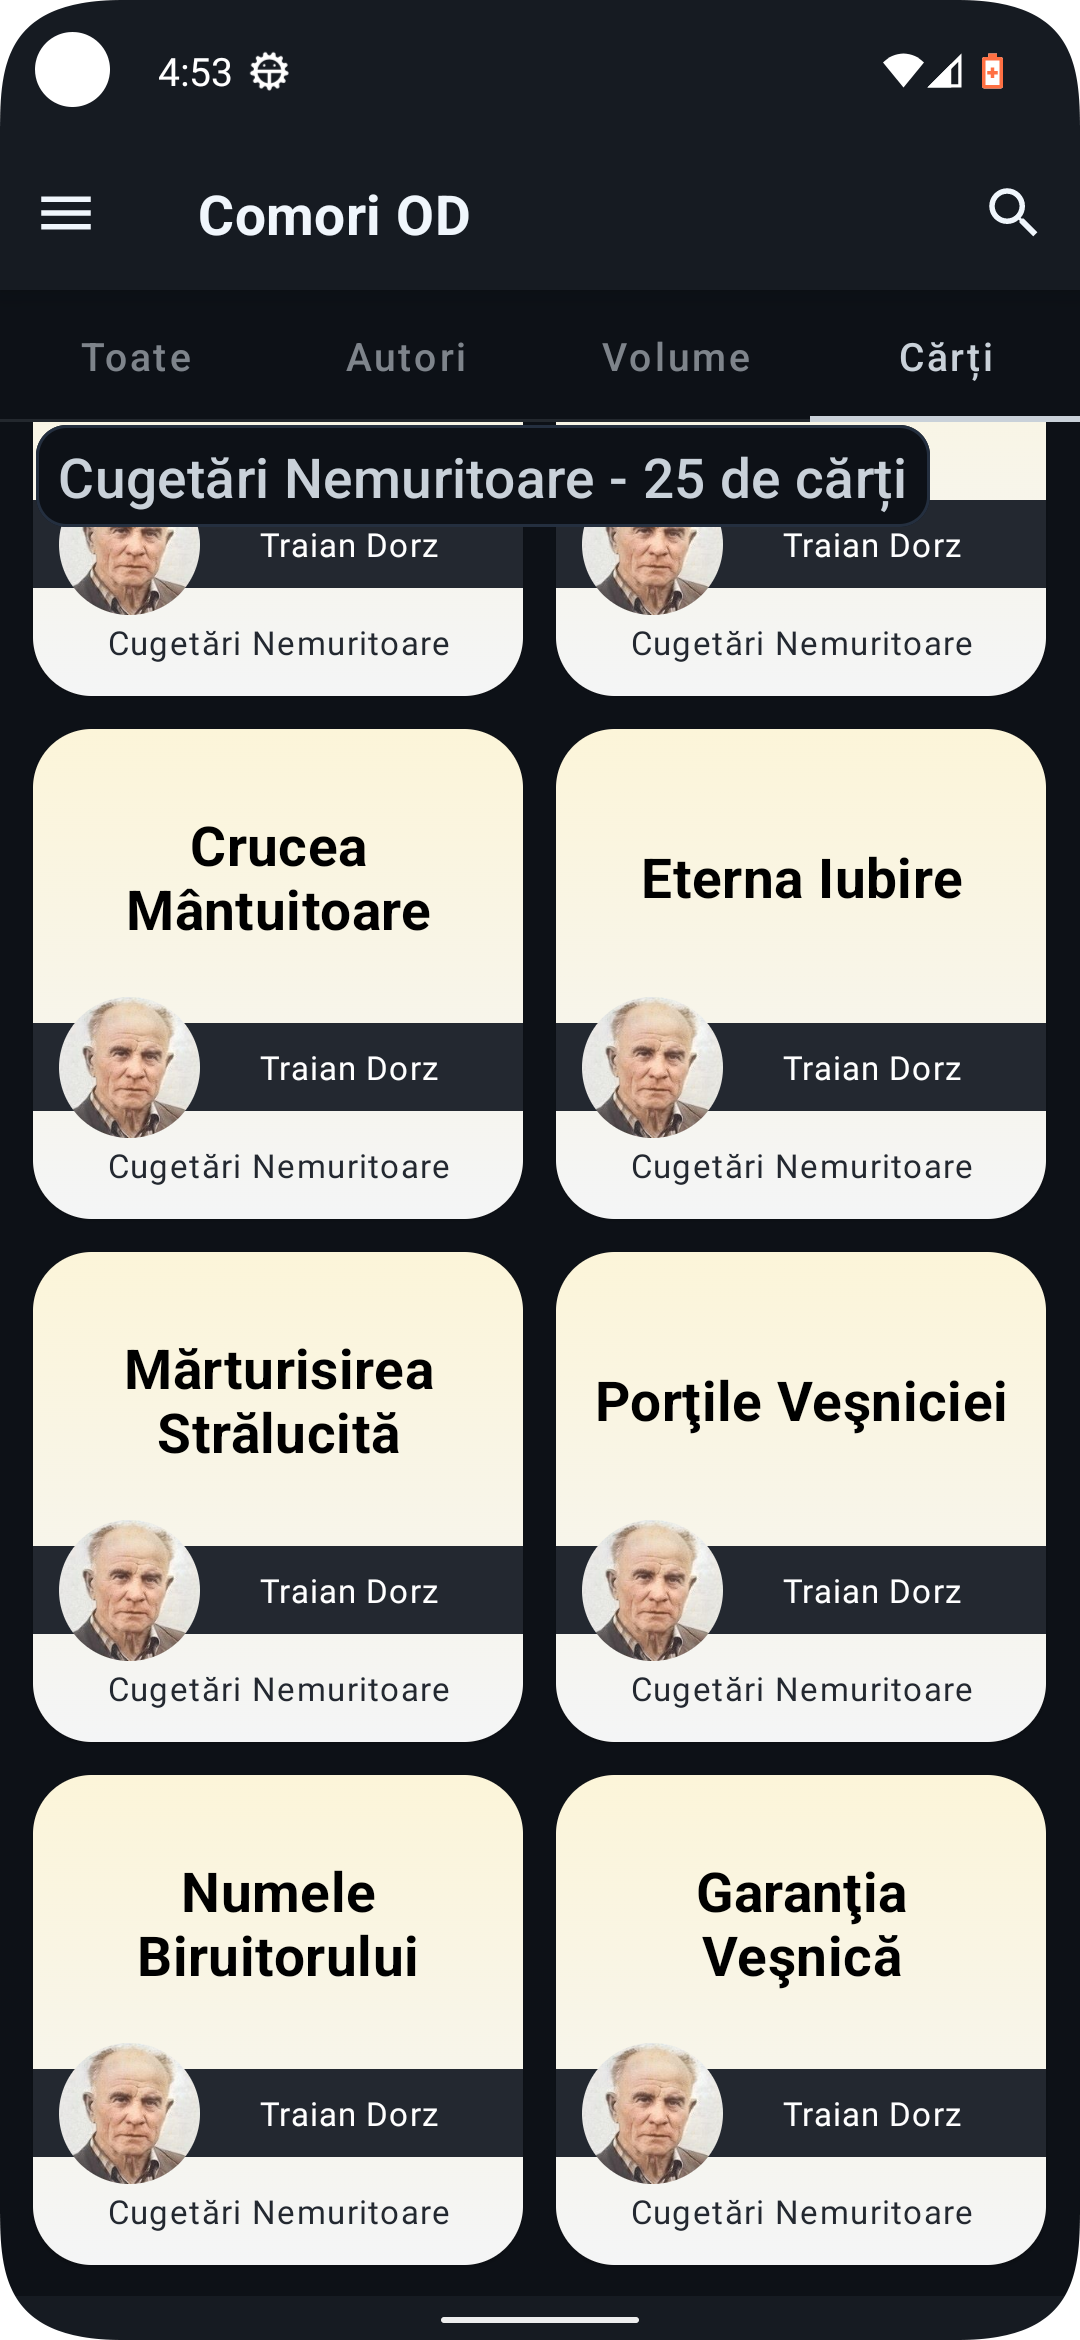 4:53
Comori OD
Toate
Autori
Volume
Cărți
Cugetări Nemuritoare - 25 de cărți
Traian Dorz
Traian Dorz
Cugetări Nemuritoare
Cugetări Nemuritoare
Crucea
Mântuitoare
Eterna Iubire
Traian Dorz
Traian Dorz
Cugetări Nemuritoare
Cugetări Nemuritoare
Mărturisirea
Strălucită
Porţile Veşniciei
Traian Dorz
Traian Dorz
Cugetări Nemuritoare
Cugetări Nemuritoare
Numele
Biruitorului
Garanţia
Veşnică
Traian Dorz
Traian Dorz
Cugetări Nemuritoare
Cugetări Nemuritoare